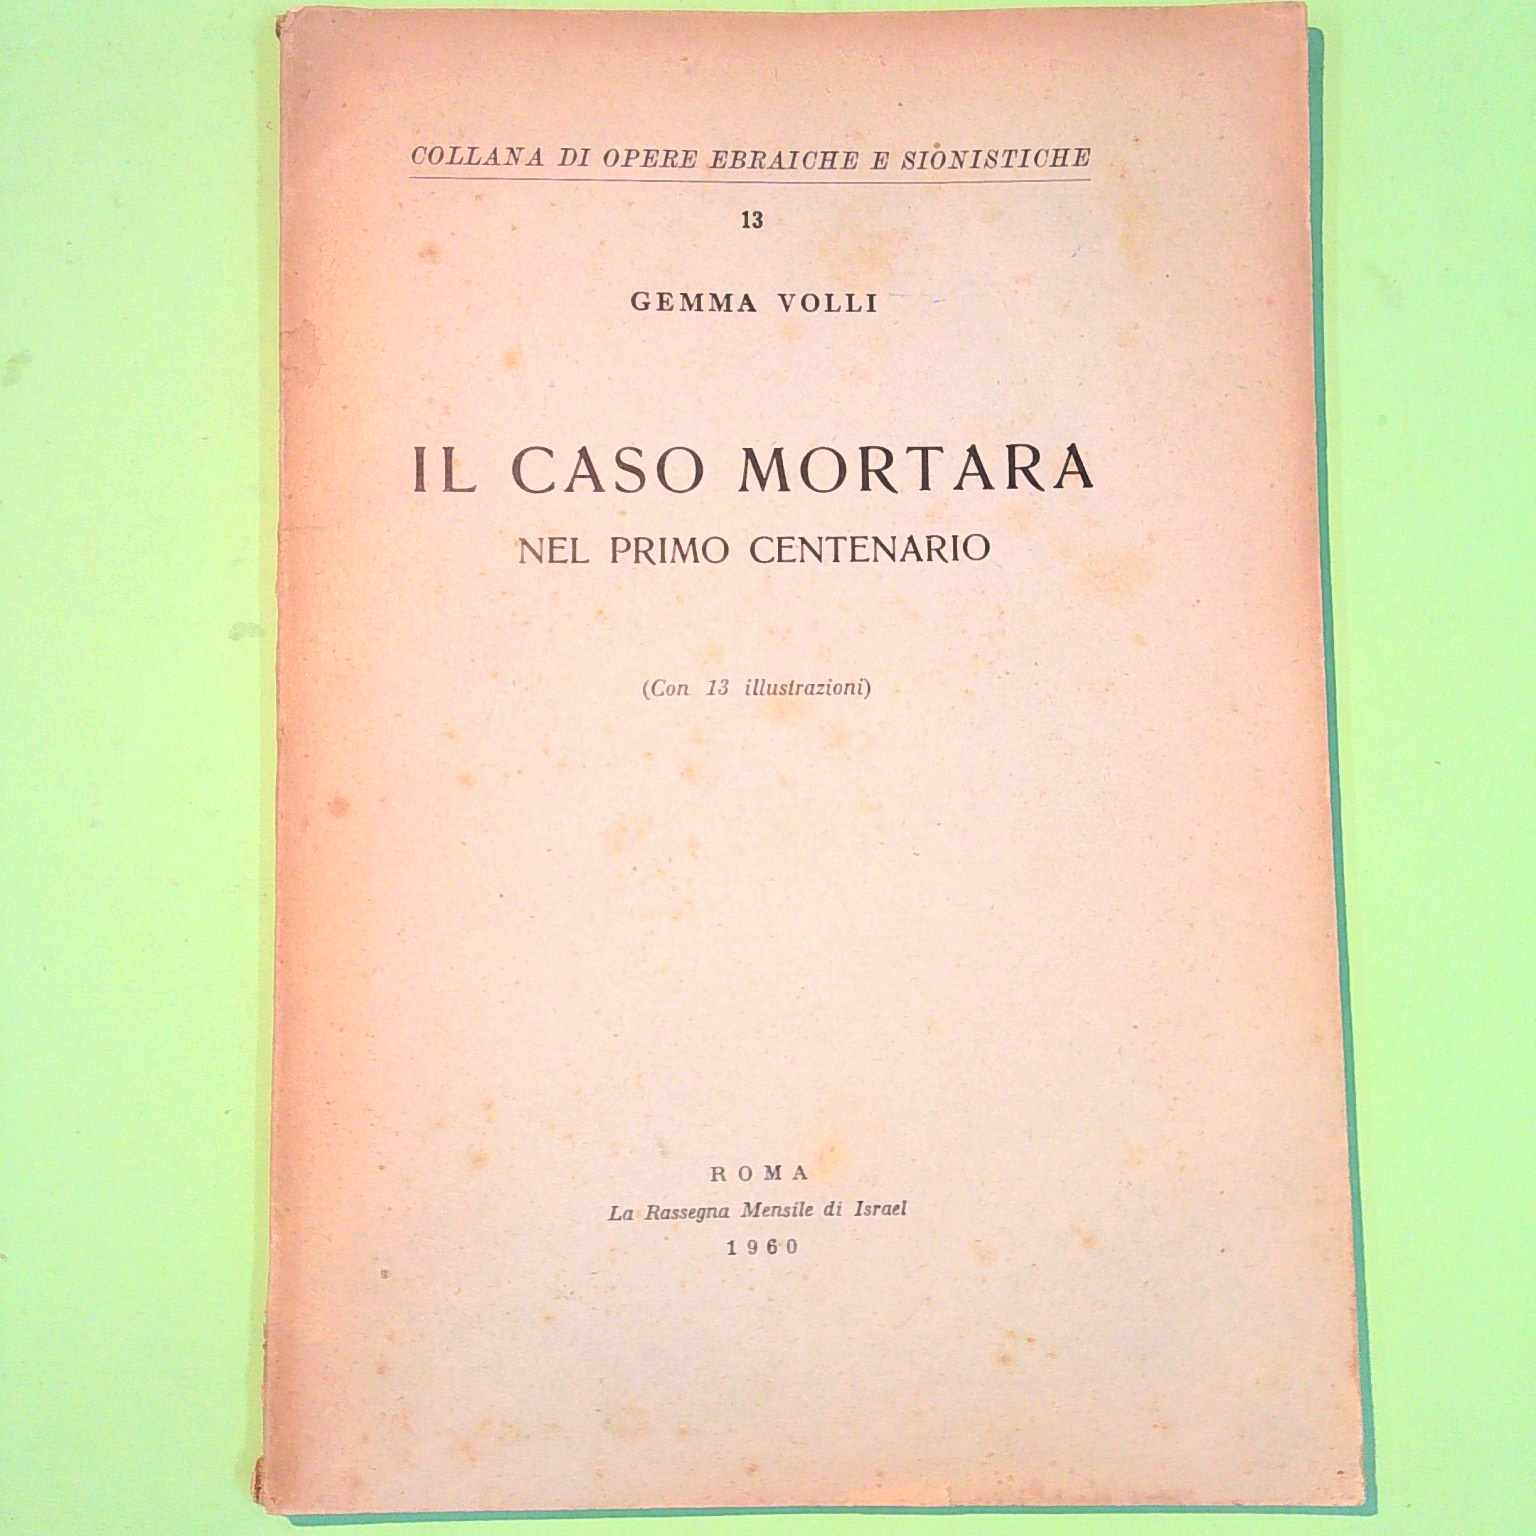 COLLANA DI OPERE EBRAICHE E SIONISTICHE
13
GEMMA VOLLI
IL CASO MORTARA
NEL PRIMO CENTENARIO
(Con 13 illustrazioni)
ROMA
La Rassegna Mensile di Israel
1960